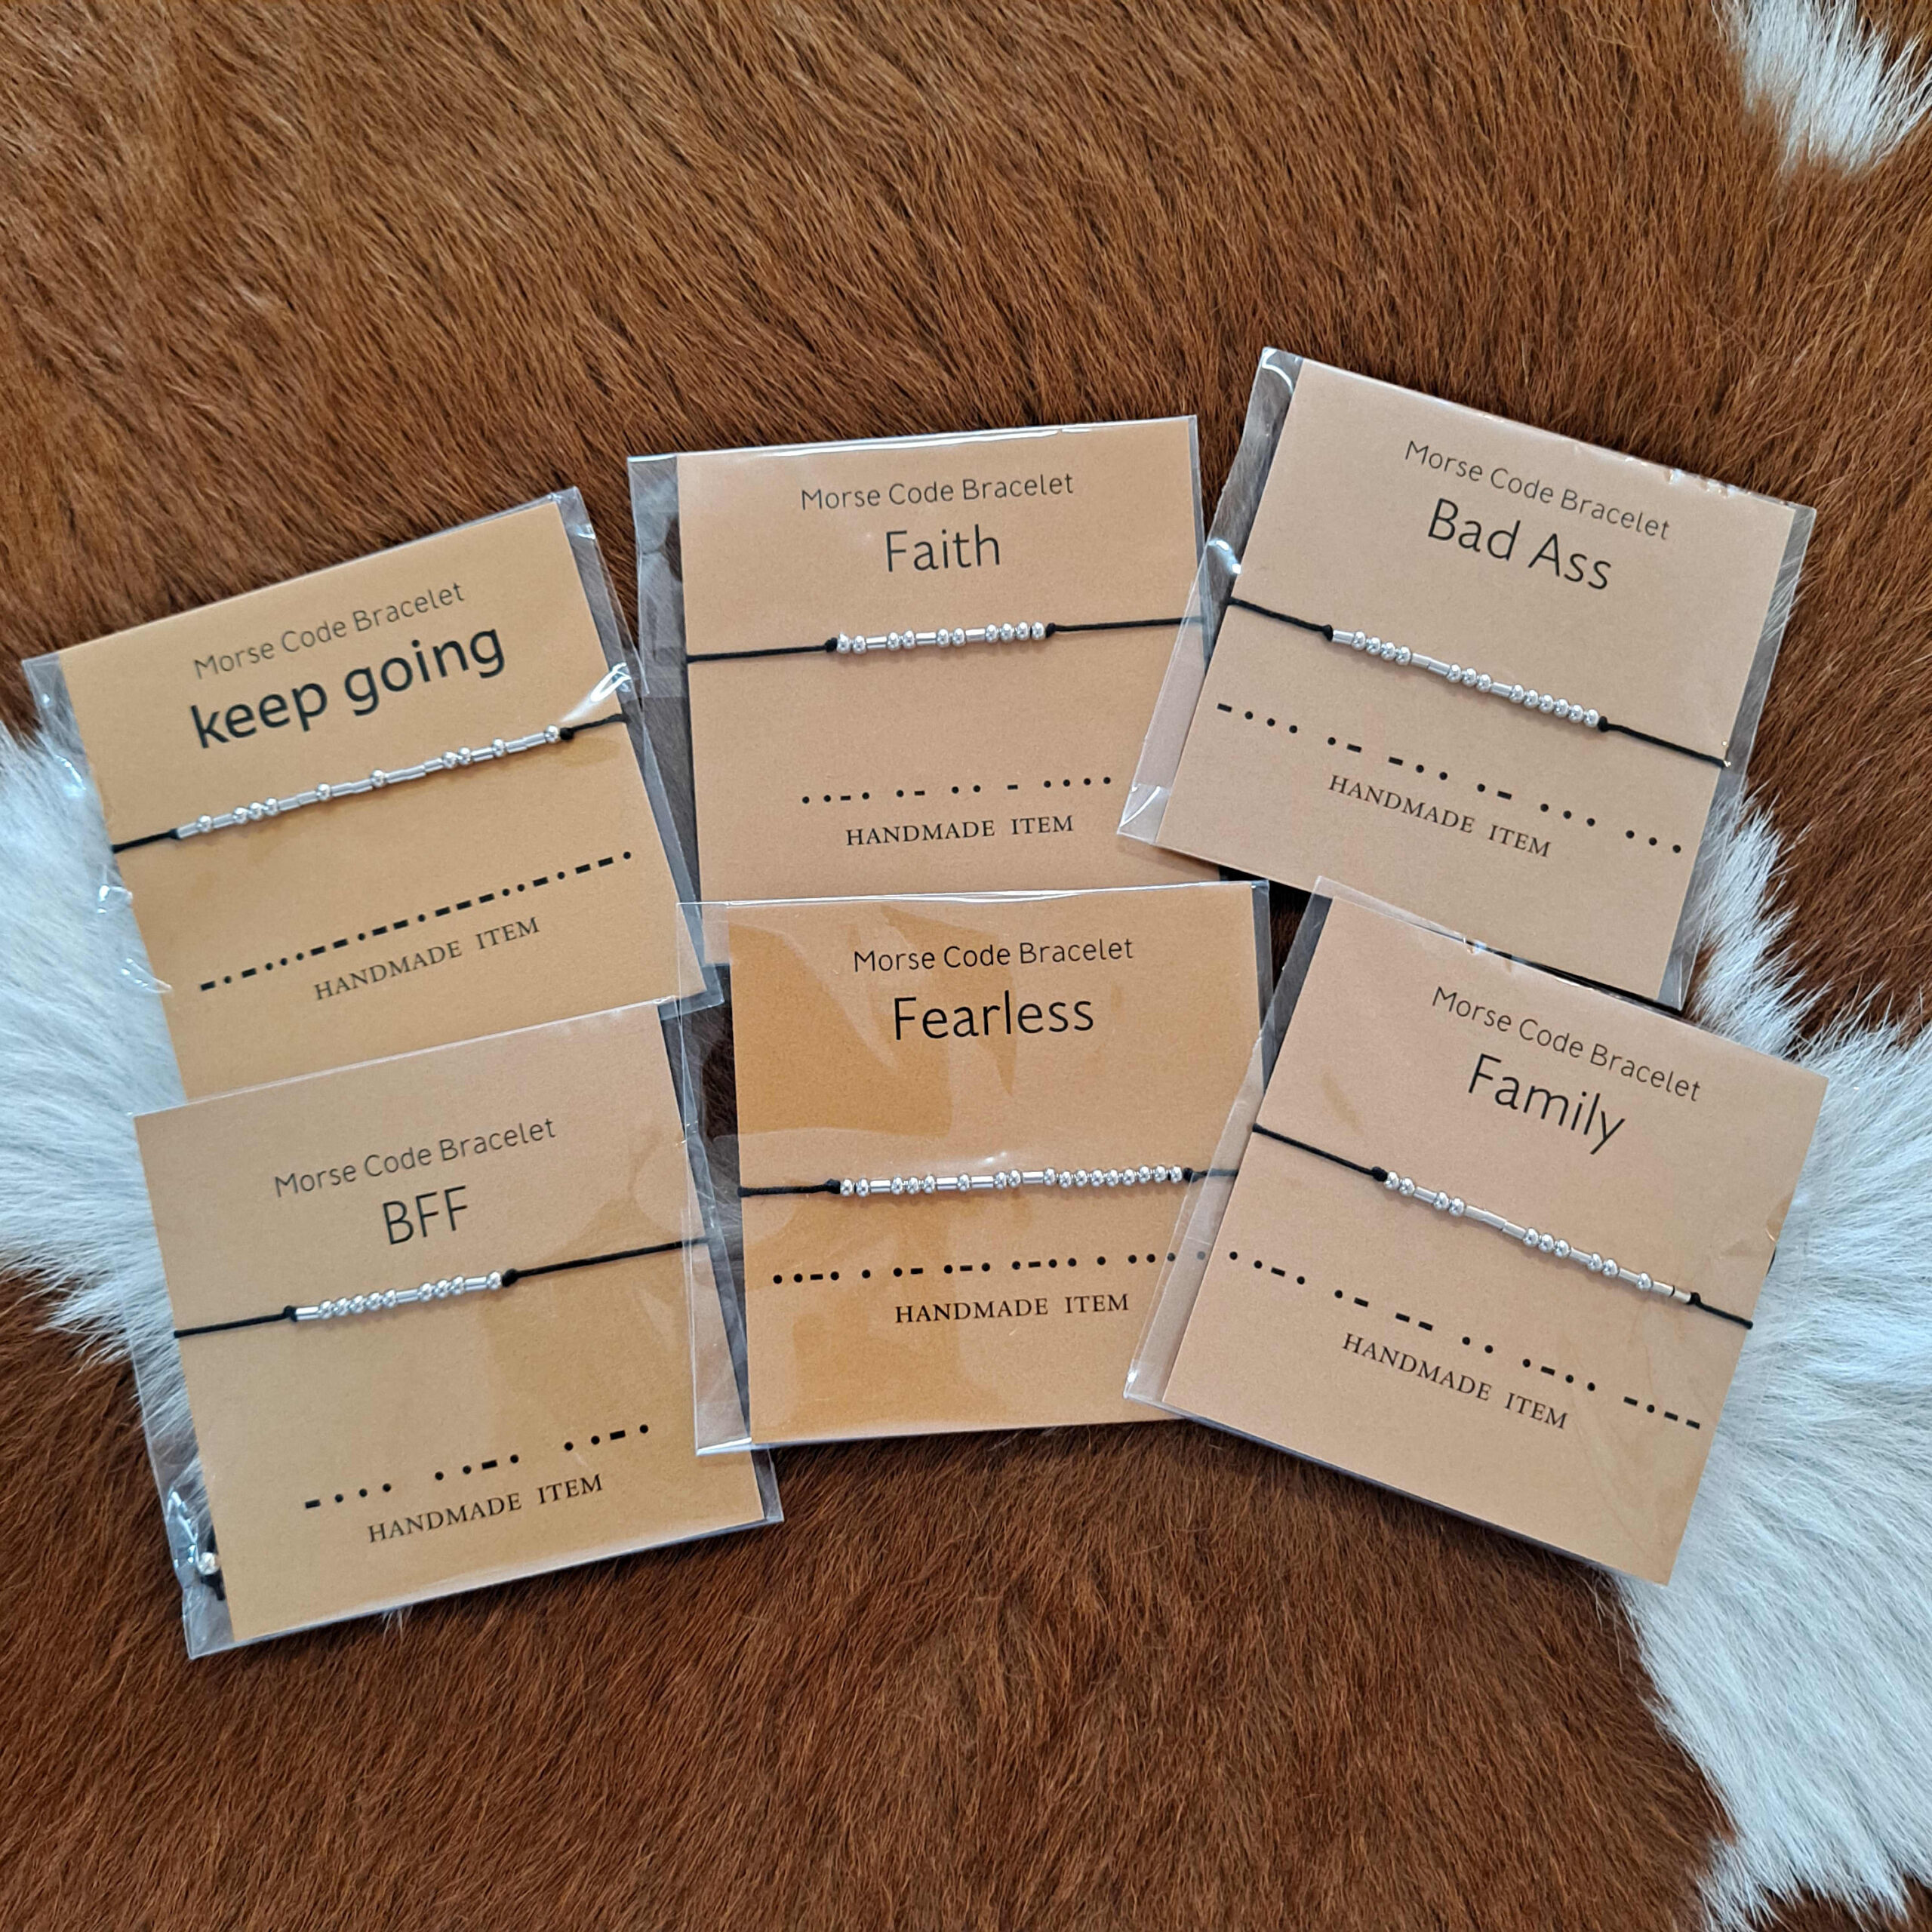 Morse Code Bracelet
keep going
-.-...--.--.---..-.--.
HANDMADE ITEM
Morse Code Bracelet
Faith
..-. .- .. - ....
HANDMADE ITEM
Morse Code Bracelet
Bad Ass
-... .- -.. .- ... ...
HANDMADE ITEM
Morse Code Bracelet
BFF
-... ..-. ..-.
HANDMADE ITEM
Morse Code Bracelet
Fearless
..-. . .- .-. .-.. . ...
HANDMADE ITEM
Morse Code Bracelet
Family
..-. .- -- .. .-.. -.--
HANDMADE ITEM